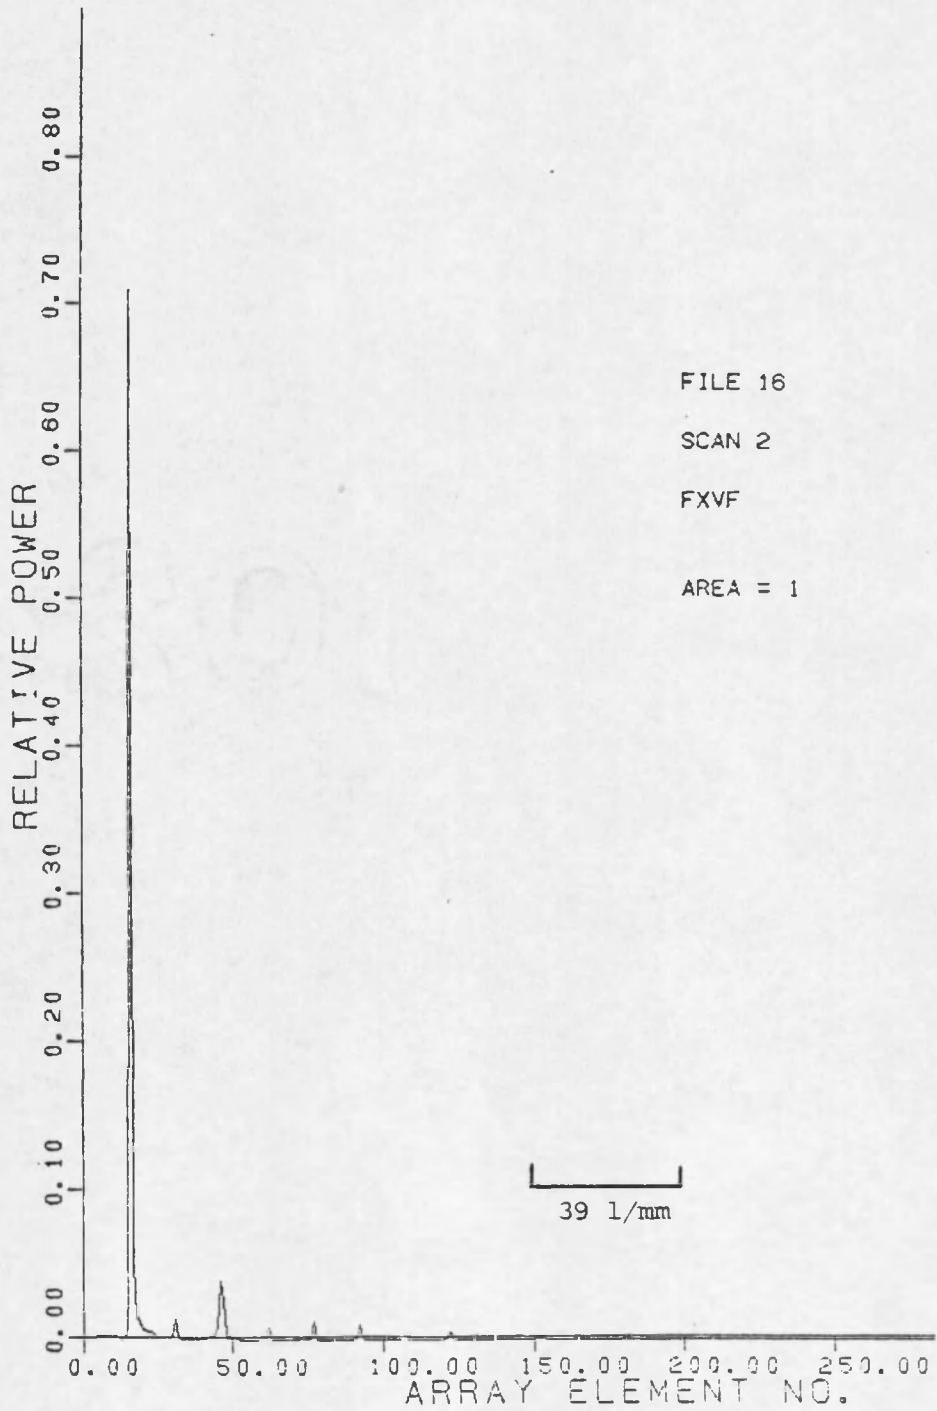 0.80
0.70
0.60
0.50
0.40
0.30
0.20
0.10
0.00
RELATIVE POWER
FILE 16
SCAN 2
FXVF
AREA = 1
39 l/mm
0.00 50.00 100.00 150.00 200.00 250.00
ARRAY ELEMENT NO.